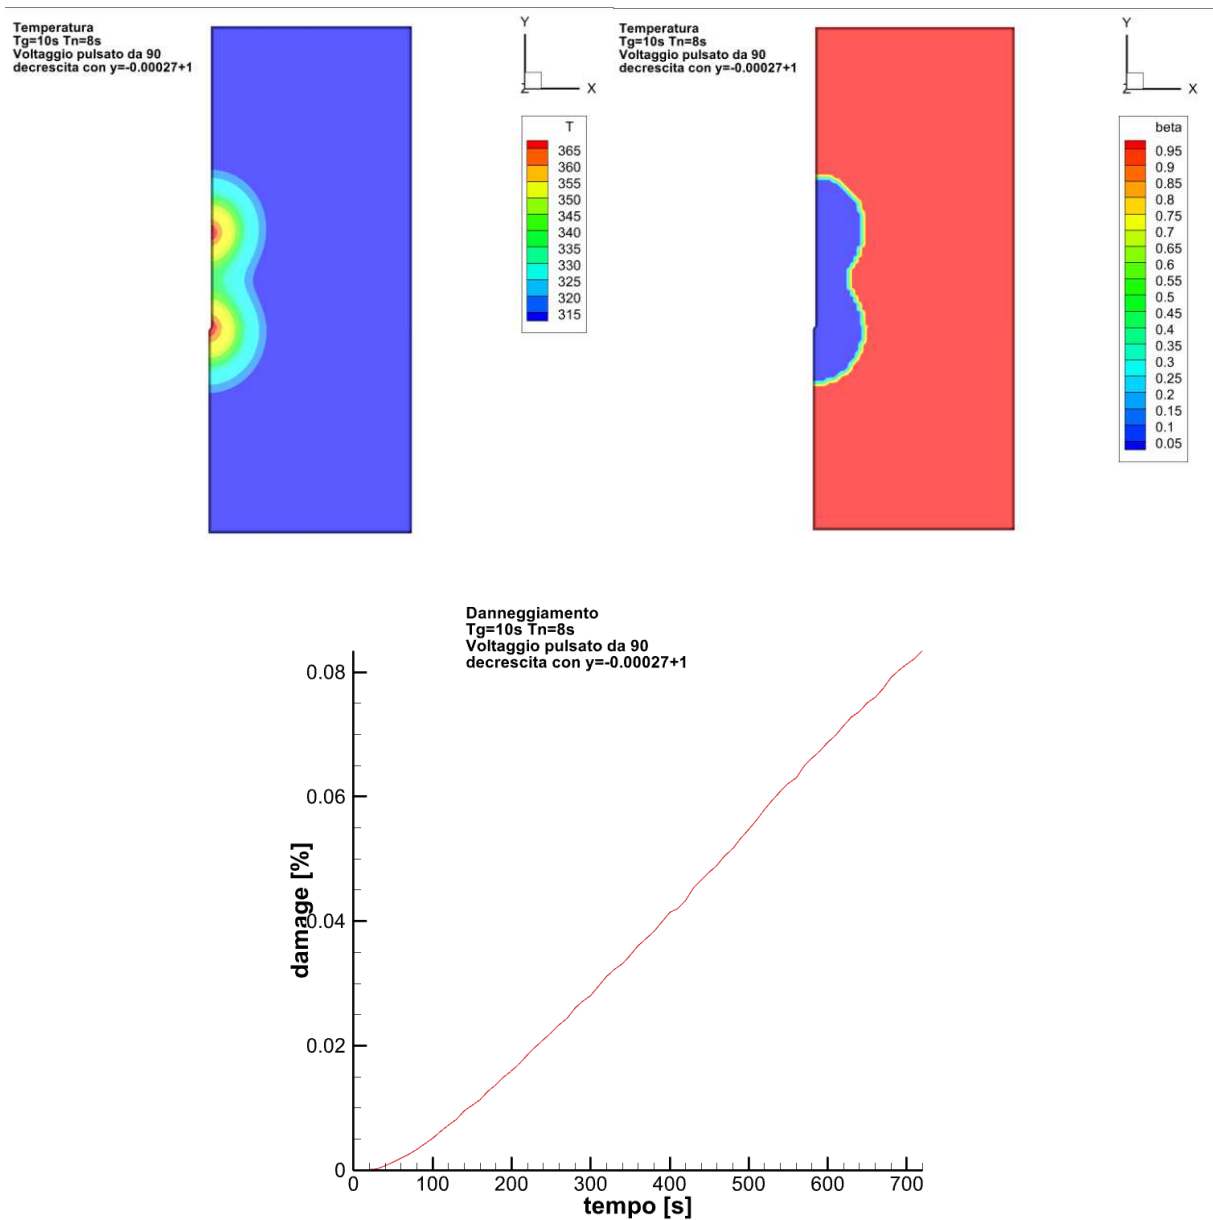 Temperatura
Tg=10s Tn=8s
Voltaggio pulsato da 90
decrescita con y=-0.00027+1
Y
X
Z
T
365
360
355
350
345
340
335
330
325
320
315
Temperatura
Tg=10s Tn=8s
Voltaggio pulsato da 90
decrescita con y=-0.00027+1
Y
X
Z
beta
0.95
0.9
0.85
0.8
0.75
0.7
0.65
0.6
0.55
0.5
0.45
0.4
0.35
0.3
0.25
0.2
0.15
0.1
0.05
Danneggiamento
Tg=10s Tn=8s
Voltaggio pulsato da 90
decrescita con y=-0.00027+1
damage [%]
0.08
0.06
0.04
0.02
0
0 100 200 300 400 500 600 700
tempo [s]